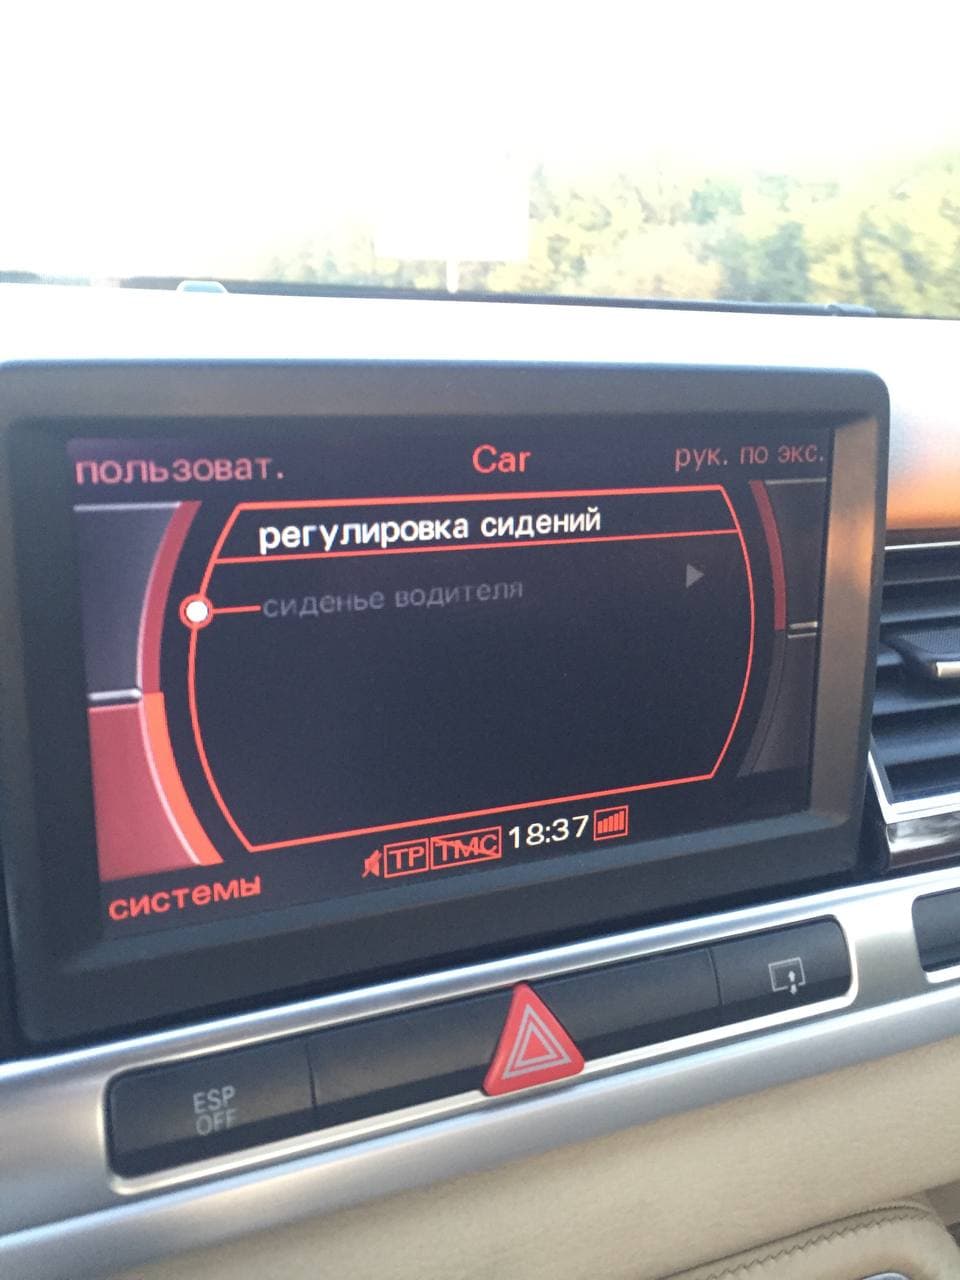 пользоват.
Car
рук. по экс.
регулировка сидений
сиденье водителя
TP TMC 18:37
системы
ESP
OFF